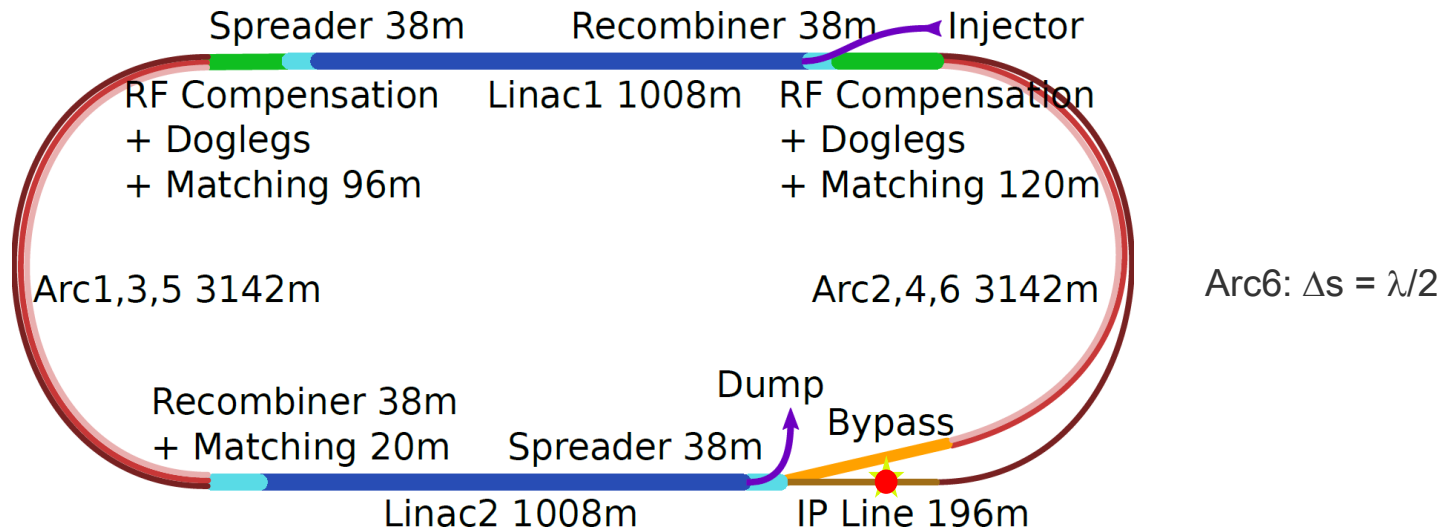 Spreader 38m
Recombiner 38m
Injector
RF Compensation
+ Doglegs
+ Matching 96m
Linac1 1008m
RF Compensation
+ Doglegs
+ Matching 120m
Arc1,3,5 3142m
Arc2,4,6 3142m
Arc6: Δs = λ/2
Recombiner 38m
+ Matching 20m
Spreader 38m
Dump
Bypass
Linac2 1008m
IP Line 196m